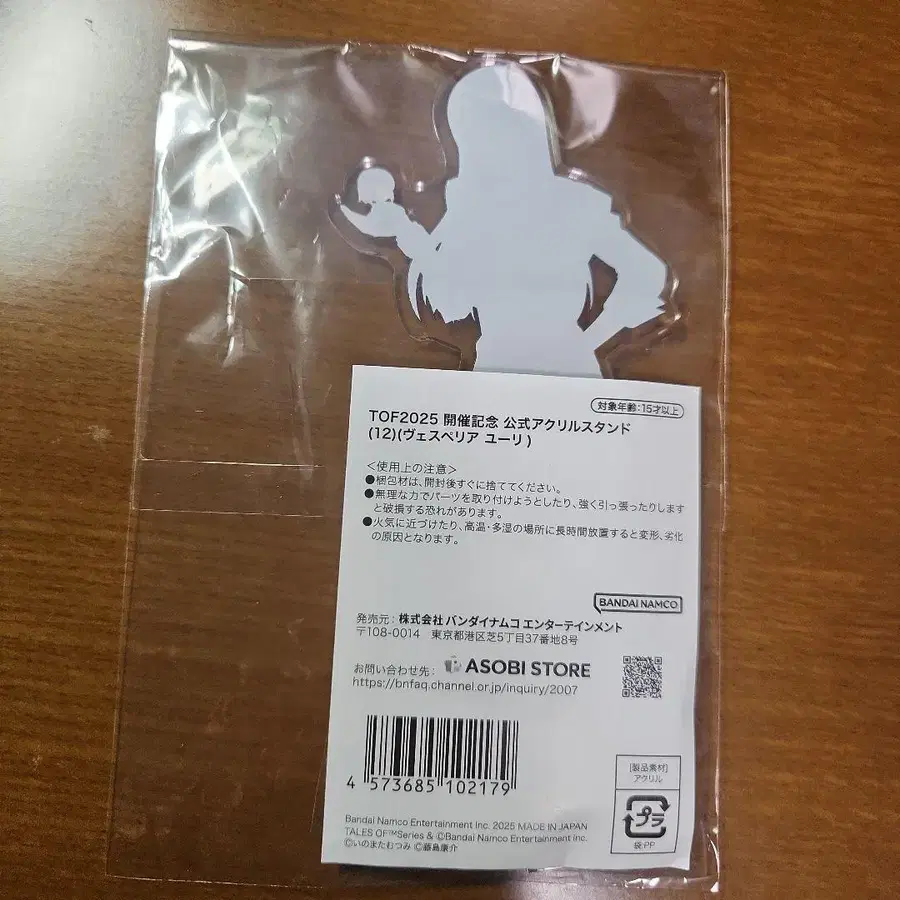 対象年齢:15才以上
TOF2025 開催記念 公式アクリルスタンド
(12)(ヴェスペリア ユーリ)
＜使用上の注意＞
●梱包材は、開封後すぐに捨ててください。
●無理な力でパーツを取り付けようとしたり、強く引っ張ったりします
と破損する恐れがあります。
●火気に近づけたり、高温・多湿の場所に長時間放置すると変形、劣化
の原因となります。
BANDAI NAMCO
発売元：株式会社 バンダイナムコ エンターテインメント
〒108-0014 東京都港区芝5丁目37番地8号
お問い合わせ先： ASOBI STORE
https://bnfaq.channel.or.jp/inquiry/2007
4 573685 102179
[製品素材]
アクリル
プラ
袋:PP
Bandai Namco Entertainment Inc. 2025 MADE IN JAPAN
TALES OF™Series & ©Bandai Namco Entertainment Inc.
©いのまたむつみ ©藤島康介